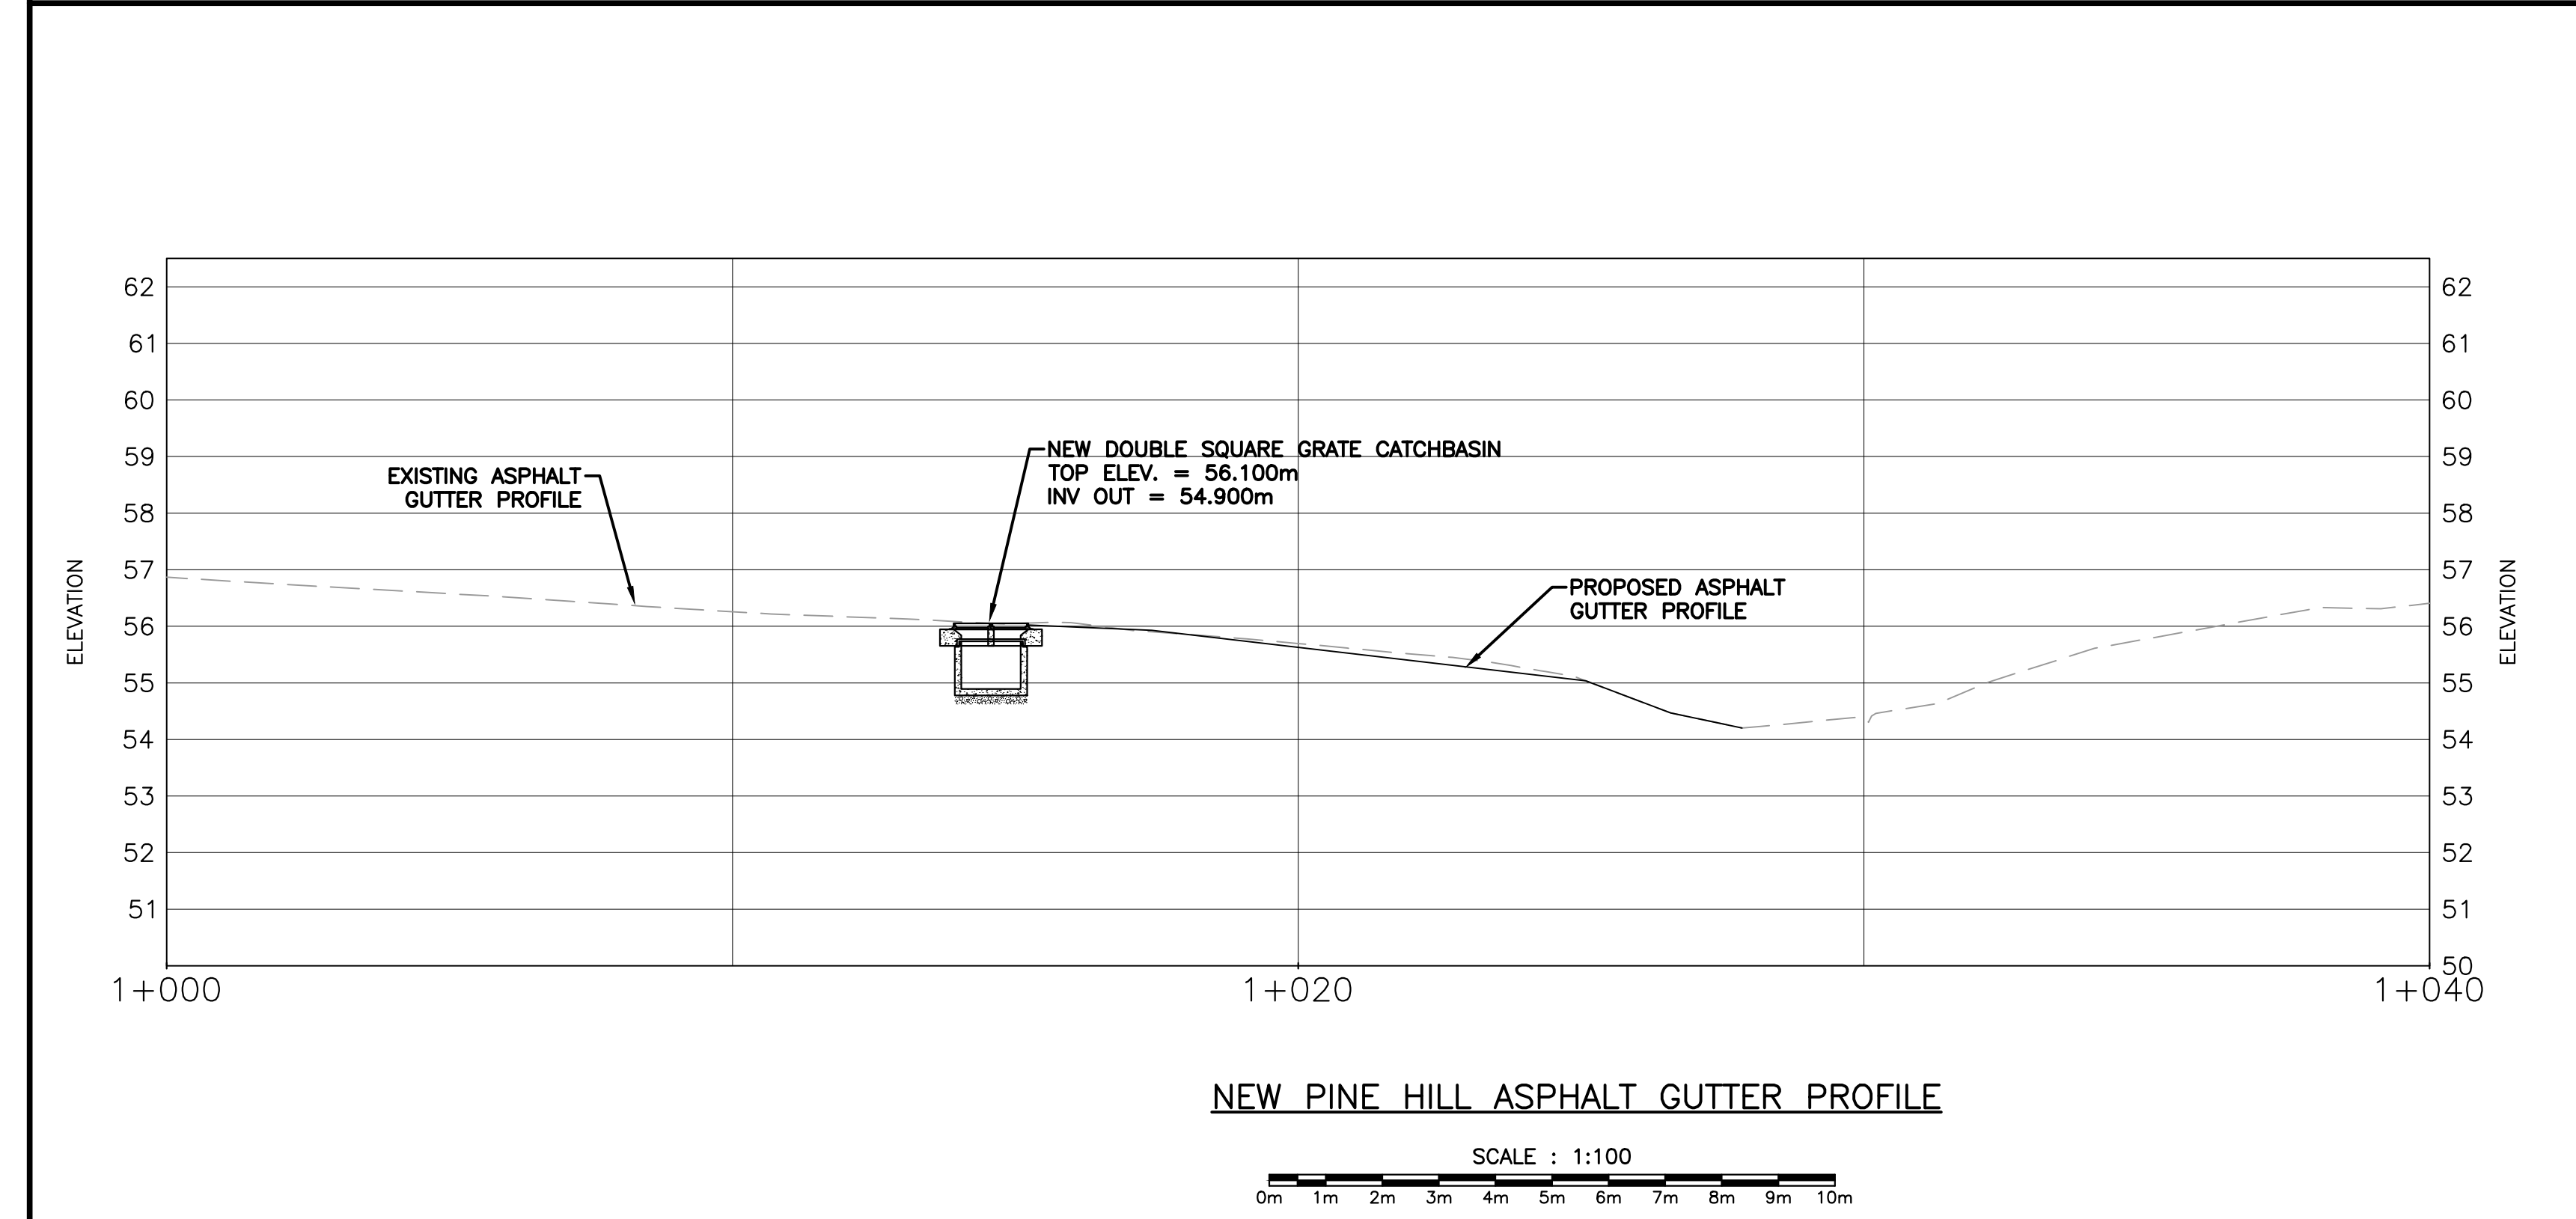 62
62
61
61
60
60
NEW DOUBLE SQUARE GRATE CATCHBASIN
TOP ELEV. = 56.100m
INV OUT = 54.900m
59
59
EXISTING ASPHALT
GUTTER PROFILE
58
58
57
57
ELEVATION
ELEVATION
PROPOSED ASPHALT
GUTTER PROFILE
56
56
55
55
54
54
53
53
52
52
51
51
50
1+000
1+020
1+040
NEW PINE HILL ASPHALT GUTTER PROFILE
SCALE : 1:100
0m 1m 2m 3m 4m 5m 6m 7m 8m 9m 10m